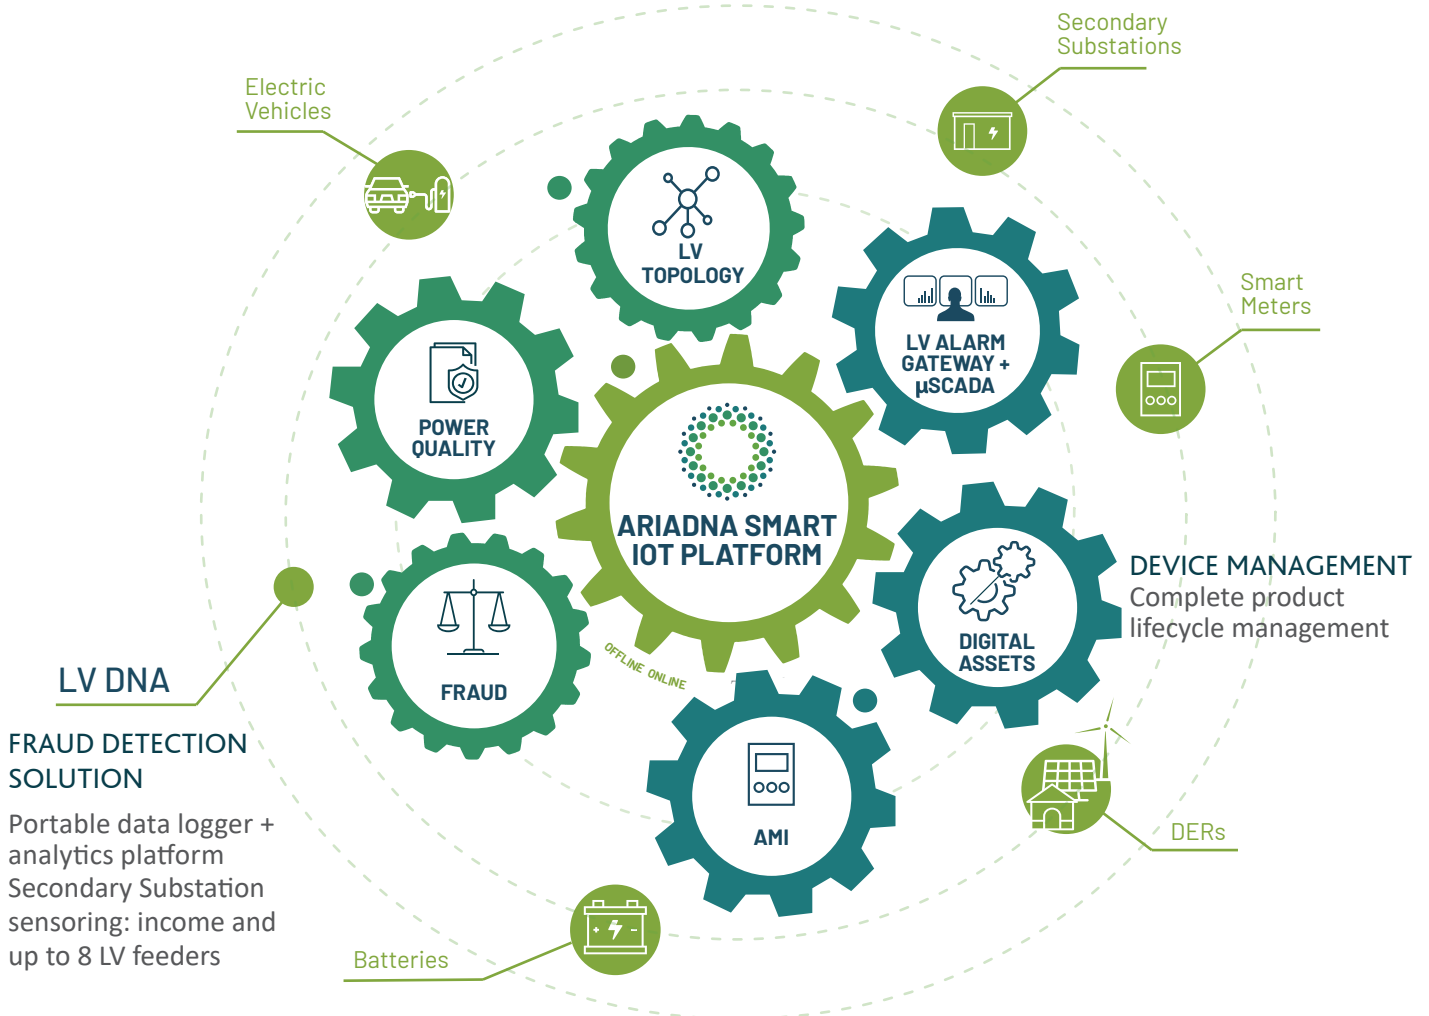 Secondary
Substations
Electric
Vehicles
LV
TOPOLOGY
Smart
Meters
LV ALARM
GATEWAY +
µSCADA
POWER
QUALITY
ARIADNA SMART
IOT PLATFORM
DEVICE MANAGEMENT
Complete product
lifecycle management
DIGITAL
ASSETS
OFFLINE ONLINE
FRAUD
LV DNA
FRAUD DETECTION
SOLUTION
Portable data logger +
analytics platform
Secondary Substation
sensoring: income and
up to 8 LV feeders
AMI
DERs
Batteries